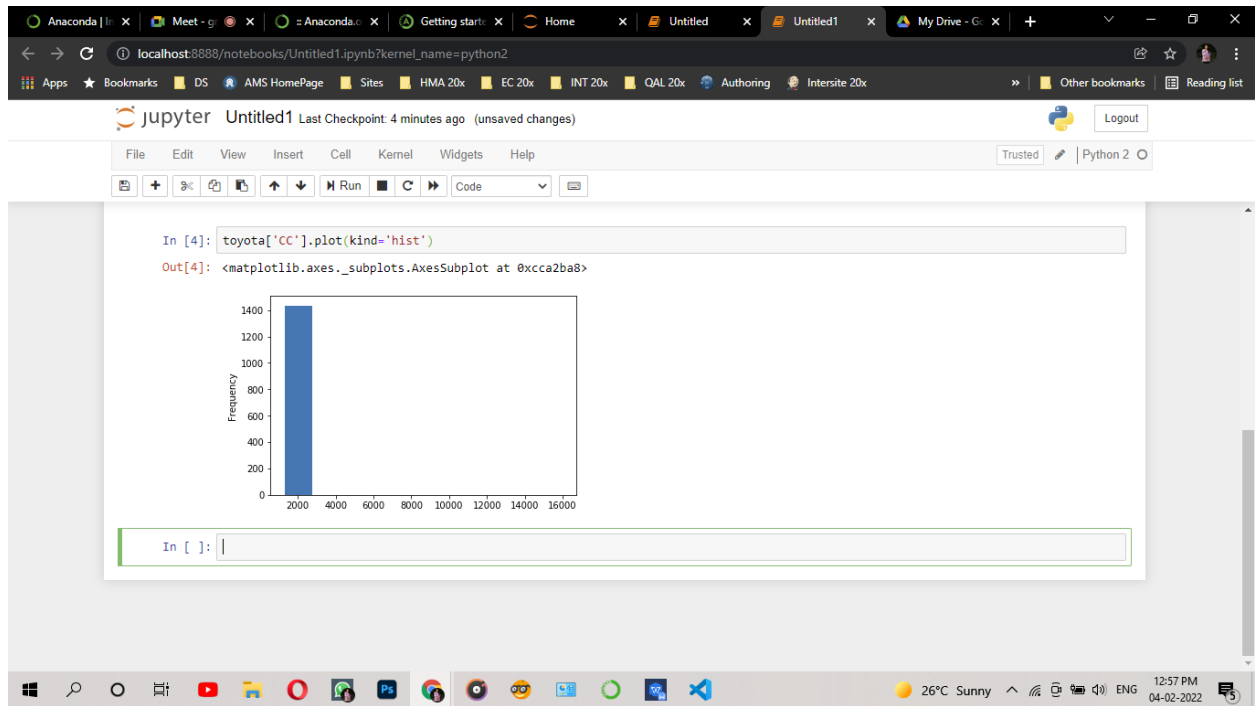 Anaconda | In Meet - gr :: Anaconda.o Getting starte Home Untitled Untitled1 My Drive - Go
localhost:8888/notebooks/Untitled1.ipynb?kernel_name=python2
Apps Bookmarks DS AMS HomePage Sites HMA 20x EC 20x INT 20x QAL 20x Authoring Intersite 20x » Other bookmarks Reading list
jupyter Untitled1 Last Checkpoint: 4 minutes ago (unsaved changes) Logout
File Edit View Insert Cell Kernel Widgets Help Trusted Python 2
Run Code
In [4]: toyota['CC'].plot(kind='hist')
Out[4]: <matplotlib.axes._subplots.AxesSubplot at 0xcca2ba8>
1400
1200
1000
800
600
400
200
0
Frequency
2000 4000 6000 8000 10000 12000 14000 16000
In [ ]:
Ps
26°C Sunny ENG 12:57 PM
04-02-2022
5